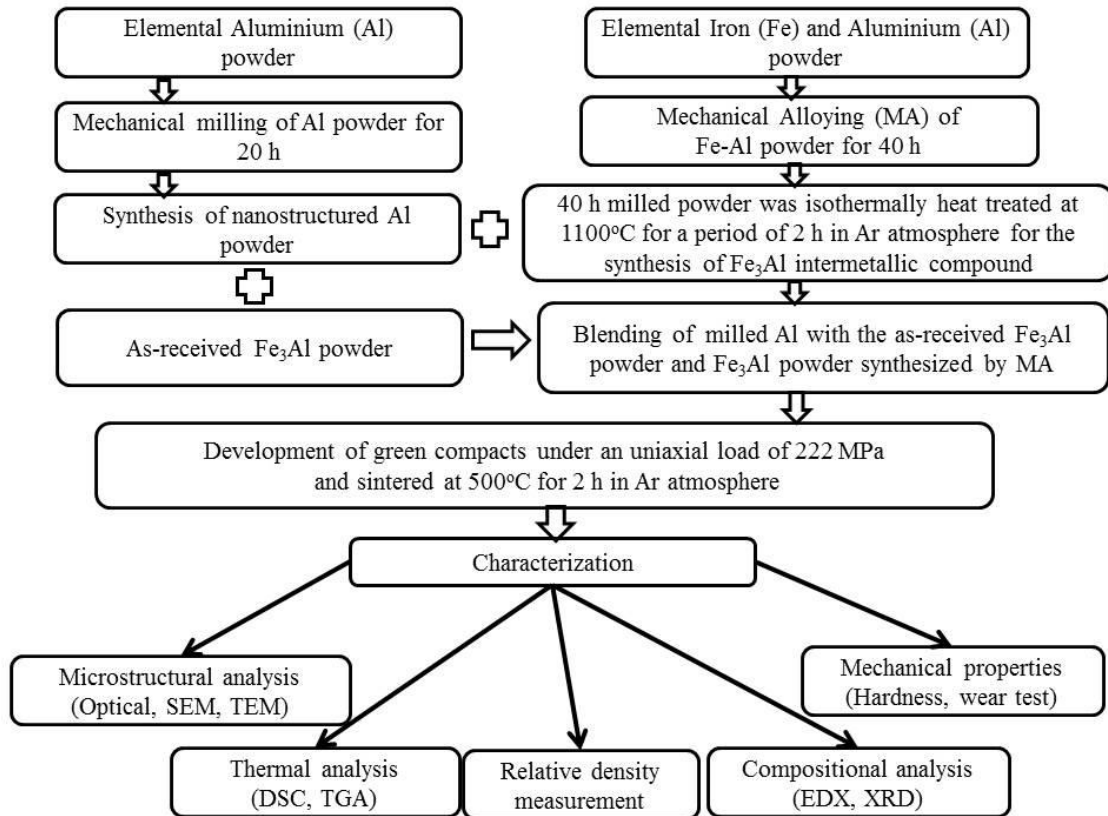 Elemental Aluminium (Al)
powder
Mechanical milling of Al powder for
20 h
Synthesis of nanostructured Al
powder
As-received Fe₃Al powder
Elemental Iron (Fe) and Aluminium (Al)
powder
Mechanical Alloying (MA) of
Fe-Al powder for 40 h
40 h milled powder was isothermally heat treated at
1100°C for a period of 2 h in Ar atmosphere for the
synthesis of Fe₃Al intermetallic compound
Blending of milled Al with the as-received Fe₃Al
powder and Fe₃Al powder synthesized by MA
Development of green compacts under an uniaxial load of 222 MPa
and sintered at 500°C for 2 h in Ar atmosphere
Characterization
Microstructural analysis
(Optical, SEM, TEM)
Thermal analysis
(DSC, TGA)
Relative density
measurement
Compositional analysis
(EDX, XRD)
Mechanical properties
(Hardness, wear test)